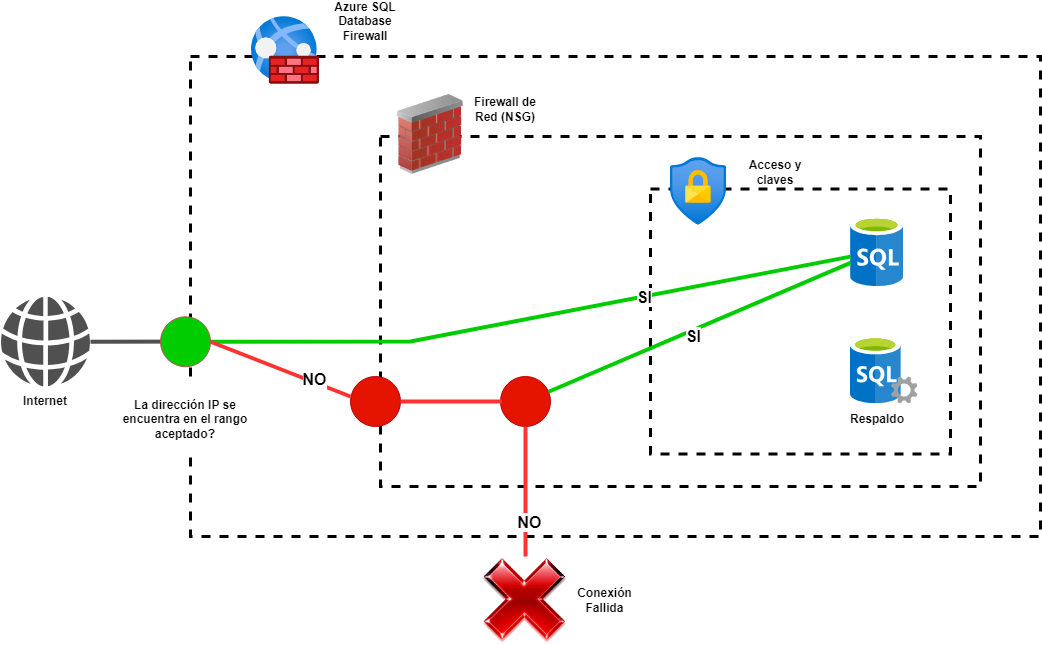 Azure SQL
Database
Firewall
Firewall de
Red (NSG)
Acceso y
claves
SQL
SI
SI
NO
SQL
Internet
La dirección IP se
encuentra en el rango
aceptado?
Respaldo
NO
Conexión
Fallida